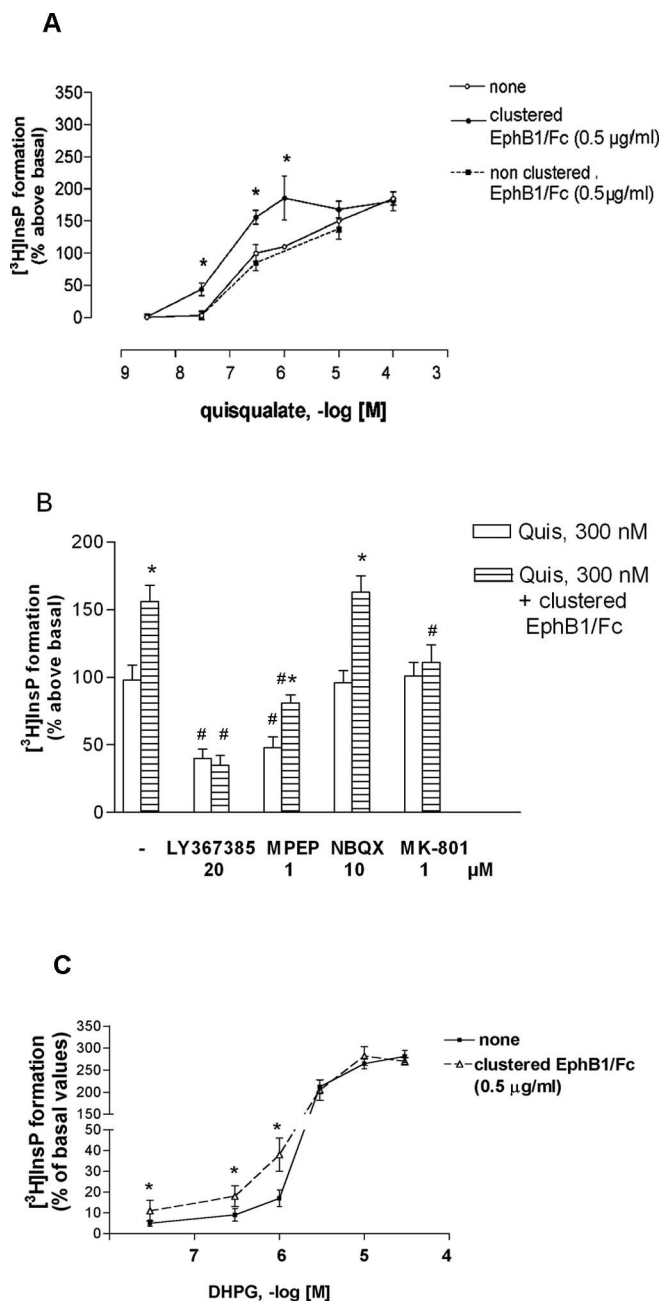 A
[³H]InsP formation
(% above basal)
350
300
250
200
150
100
50
0
* * *
9 8 7 6 5 4 3
quisqualate, -log [M]
none
clustered
EphB1/Fc (0.5 µg/ml)
non clustered .
EphB1/Fc (0.5µg/ml)
B
[³H]InsP formation
(% above basal)
200
150
100
50
0
* # # # #* * #
- LY367385 MPEP NBQX MK-801
20 1 10 1 µM
Quis, 300 nM
Quis, 300 nM
+ clustered
EphB1/Fc
C
[³H]InsP formation
(% of basal values)
350
300
250
200
150
50
40
30
20
10
0
* * *
7 6 5 4
DHPG, -log [M]
none
clustered EphB1/Fc
(0.5 µg/ml)